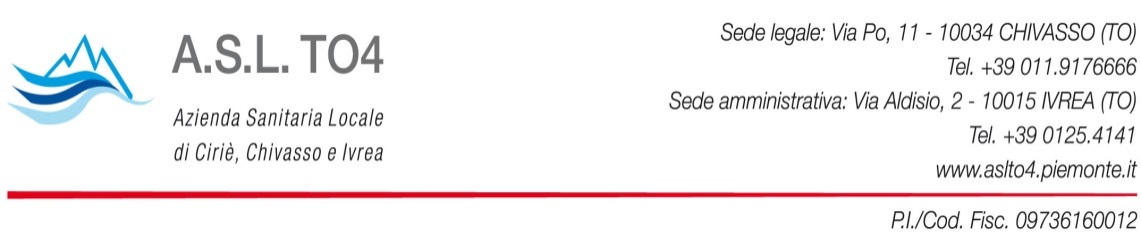 A.S.L. TO4
Azienda Sanitaria Locale
di Ciriè, Chivasso e Ivrea
Sede legale: Via Po, 11 - 10034 CHIVASSO (TO)
Tel. +39 011.9176666
Sede amministrativa: Via Aldisio, 2 - 10015 IVREA (TO)
Tel. +39 0125.4141
www.aslto4.piemonte.it
P.I./Cod. Fisc. 09736160012